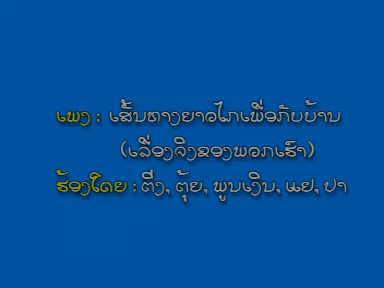 ເພງ : ເສັ້ນທາງຍາວໄກເພື່ອກັບບ້ານ
(ເລື່ອງຈິງຂອງພວກເຮົາ)
ຮ້ອງໂດຍ : ຕີ່ງ, ຕຸ້ຍ, ພູນເງິນ, ແຢ, ປາ